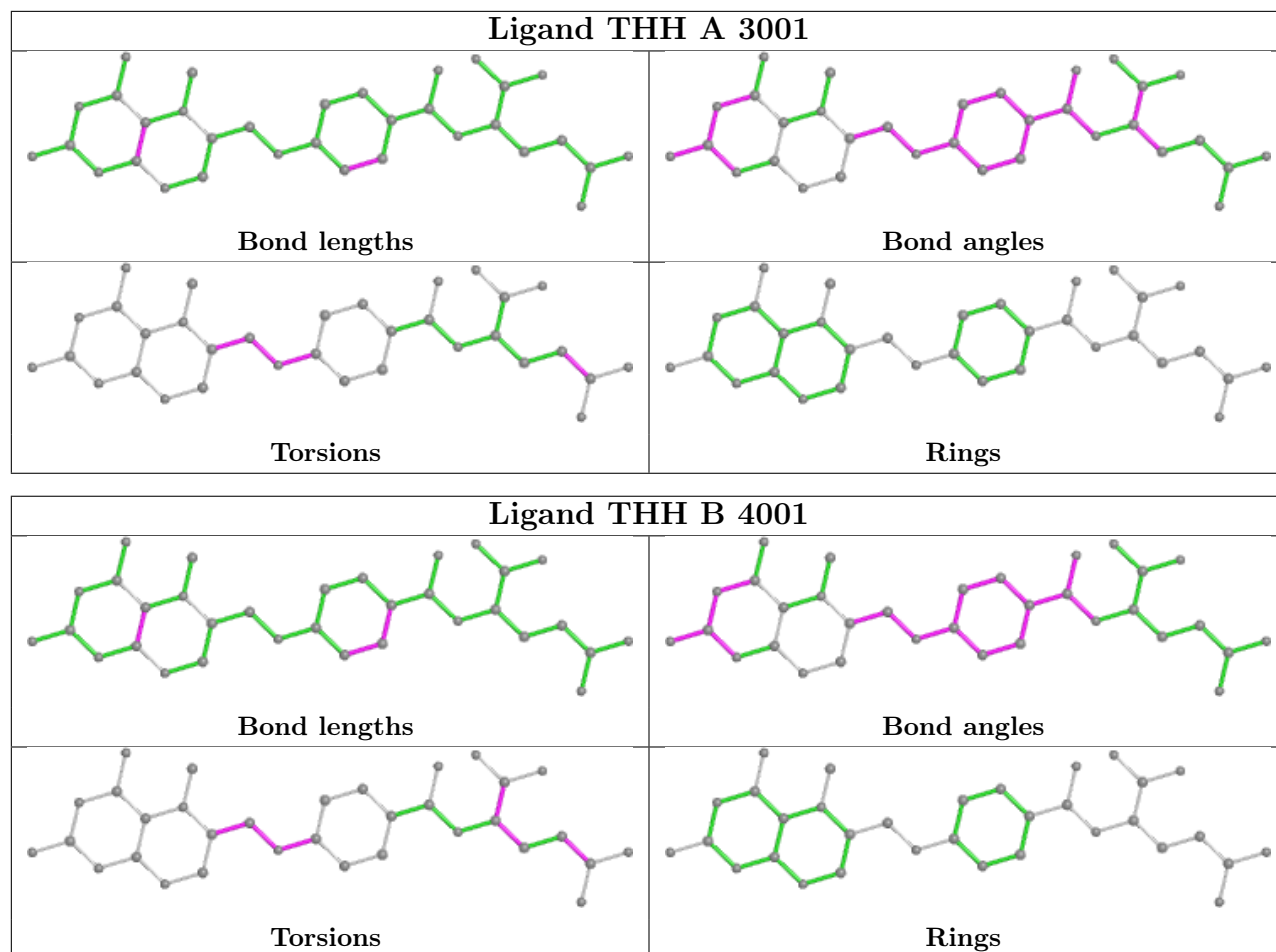 Ligand THH A 3001
Bond lengths
Bond angles
Torsions
Rings
Ligand THH B 4001
Bond lengths
Bond angles
Torsions
Rings